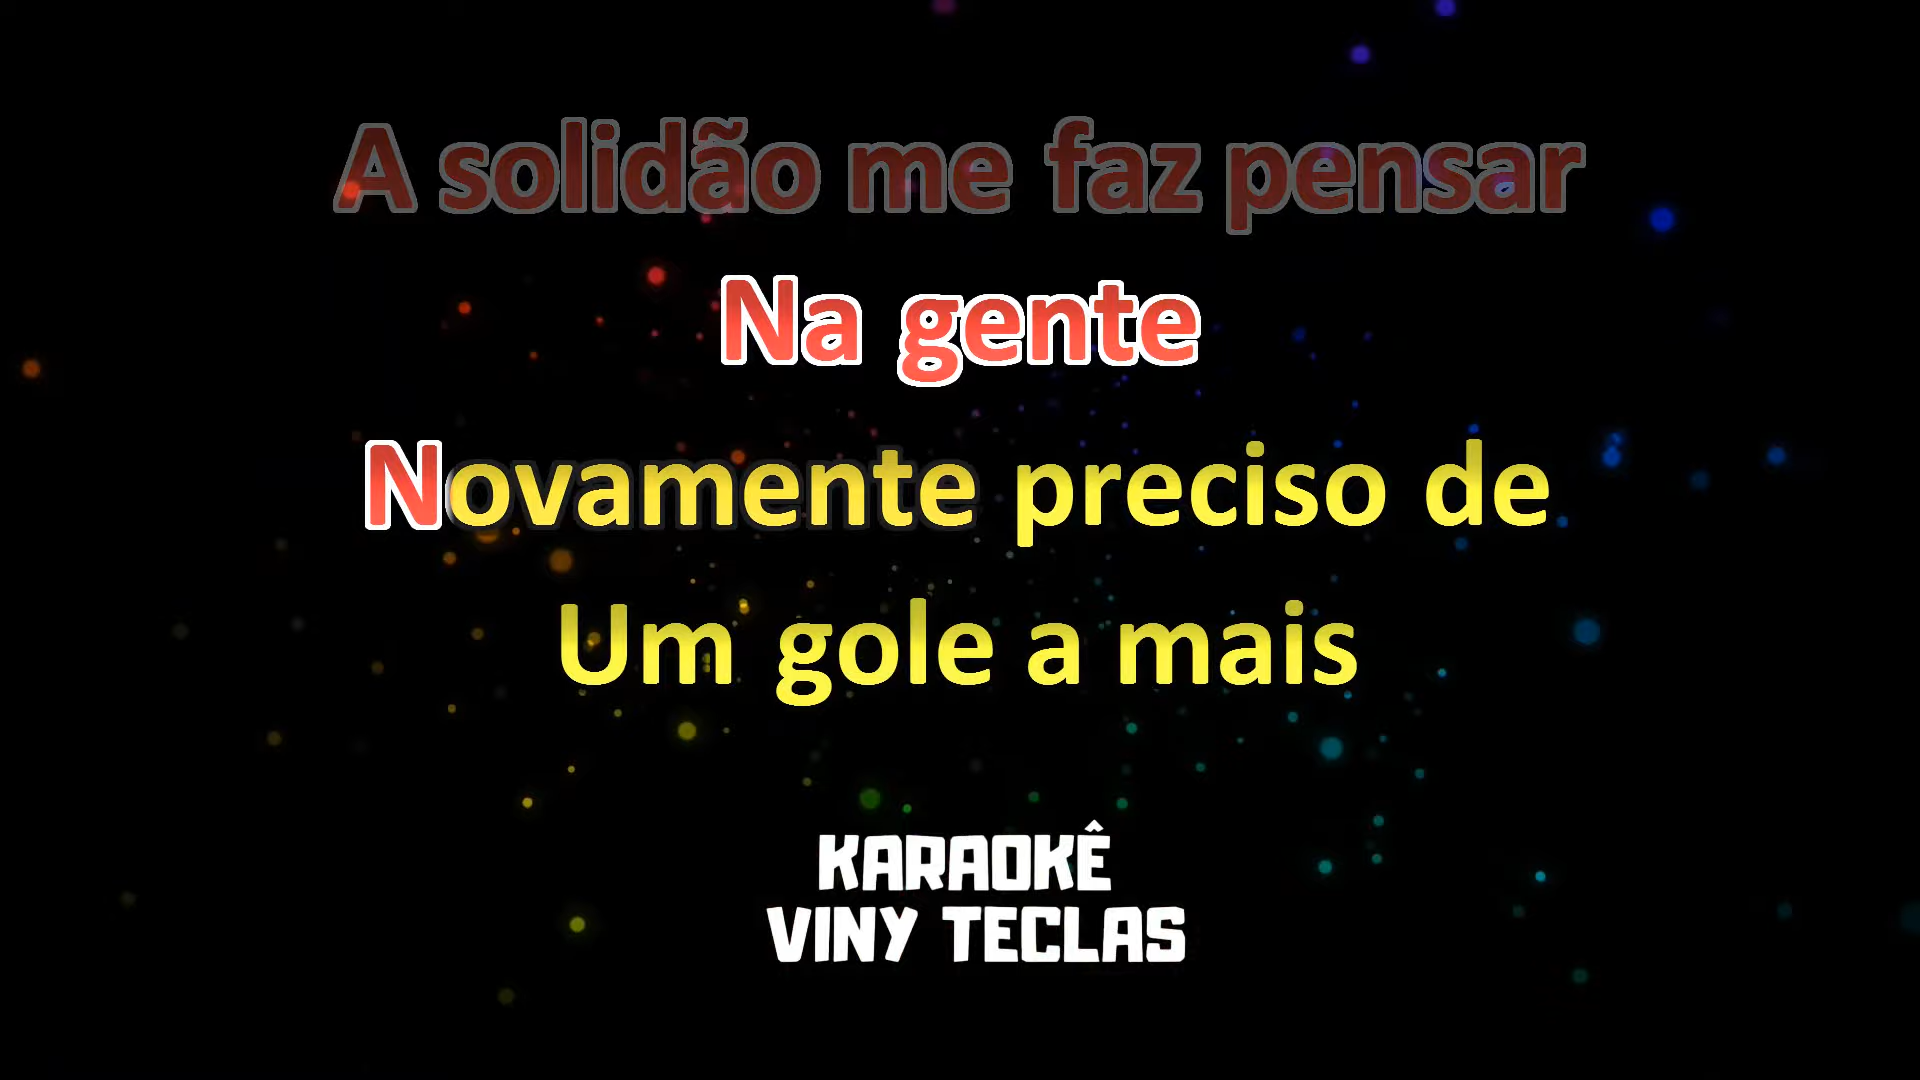 A solidão me faz pensar
Na gente
Novamente preciso de
Um gole a mais
KARAOKÊ
VINY TECLAS